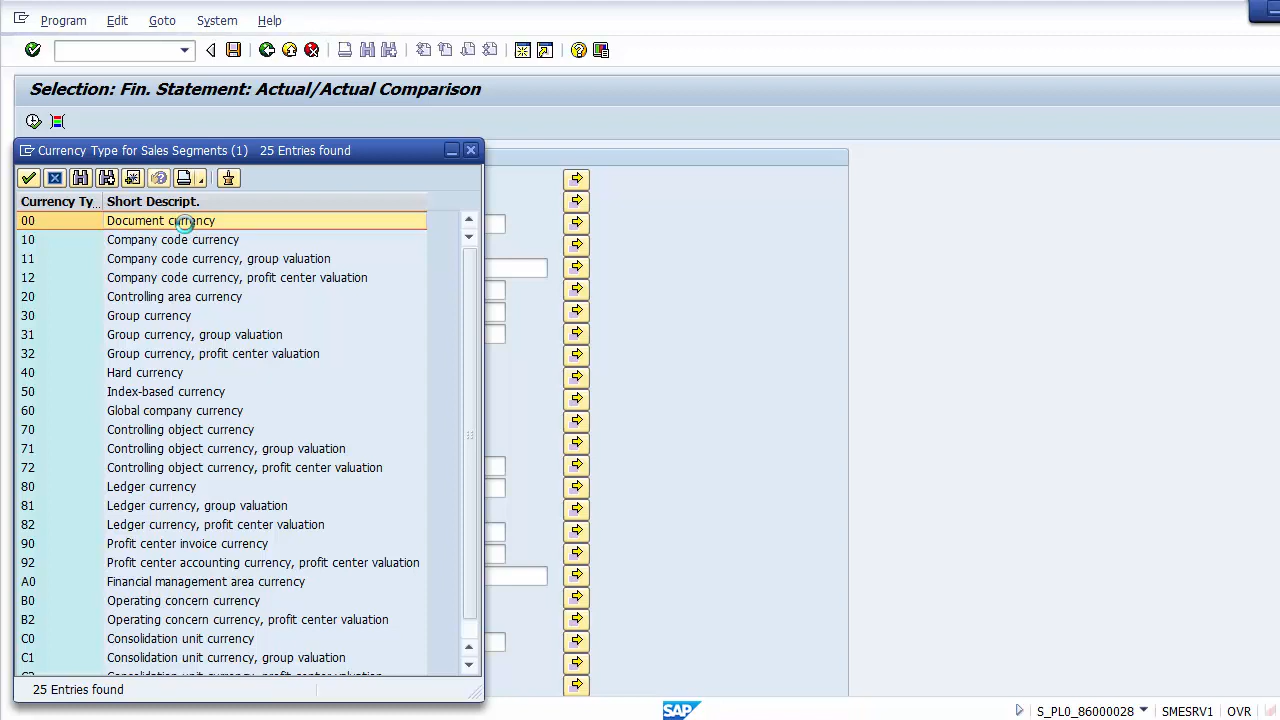 Program Edit Goto System Help
Selection: Fin. Statement: Actual/Actual Comparison
Currency Type for Sales Segments (1) 25 Entries found
Currency Ty... Short Descript.
00 Document currency
10 Company code currency
11 Company code currency, group valuation
12 Company code currency, profit center valuation
20 Controlling area currency
30 Group currency
31 Group currency, group valuation
32 Group currency, profit center valuation
40 Hard currency
50 Index-based currency
60 Global company currency
70 Controlling object currency
71 Controlling object currency, group valuation
72 Controlling object currency, profit center valuation
80 Ledger currency
81 Ledger currency, group valuation
82 Ledger currency, profit center valuation
90 Profit center invoice currency
92 Profit center accounting currency, profit center valuation
A0 Financial management area currency
B0 Operating concern currency
B2 Operating concern currency, profit center valuation
C0 Consolidation unit currency
C1 Consolidation unit currency, group valuation
C2 Consolidation unit currency, profit center valuation
25 Entries found
SAP S_PL0_86000028 SMESRV1 OVR